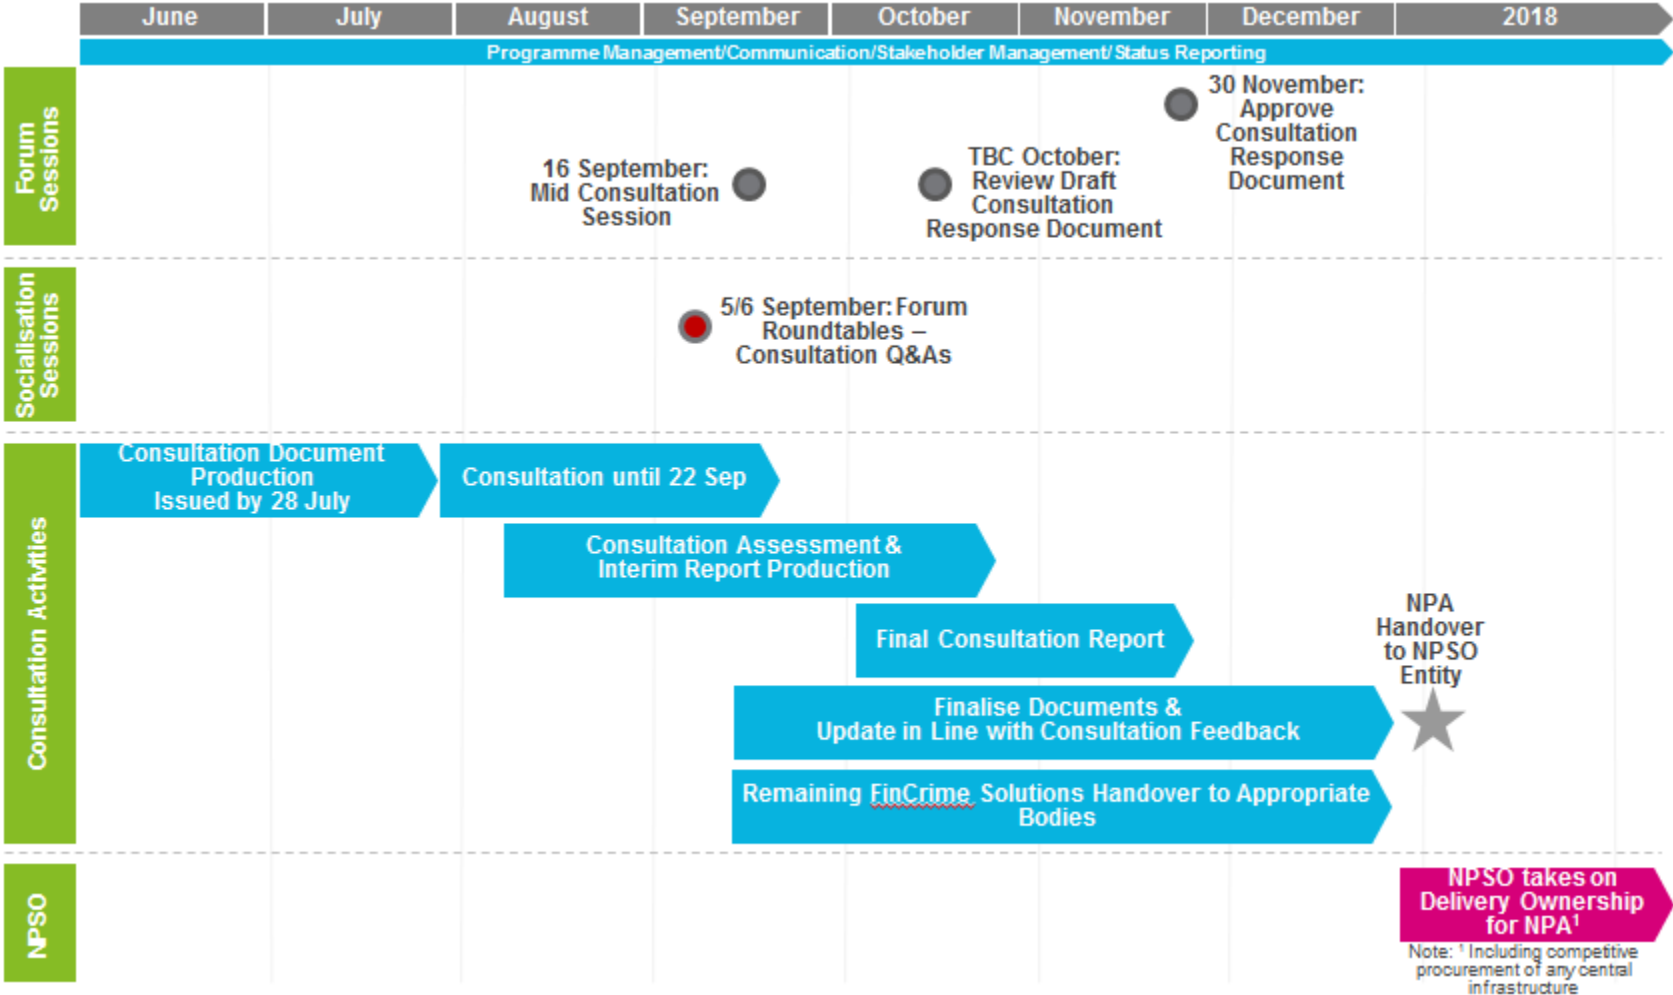 June July August September October November December 2018
Programme Management/Communication/Stakeholder Management/Status Reporting
Forum
Sessions
16 September:
Mid Consultation
Session
TBC October:
Review Draft
Consultation
Response Document
30 November:
Approve
Consultation
Response
Document
Socialisation
Sessions
5/6 September: Forum
Roundtables –
Consultation Q&As
Consultation Activities
Consultation Document
Production
Issued by 28 July
Consultation until 22 Sep
Consultation Assessment &
Interim Report Production
Final Consultation Report
Finalise Documents &
Update in Line with Consultation Feedback
NPA
Handover
to NPSO
Entity
Remaining FinCrime Solutions Handover to Appropriate
Bodies
NPSO
NPSO takes on
Delivery Ownership
for NPA¹
Note: ¹ Including competitive
procurement of any central
infrastructure